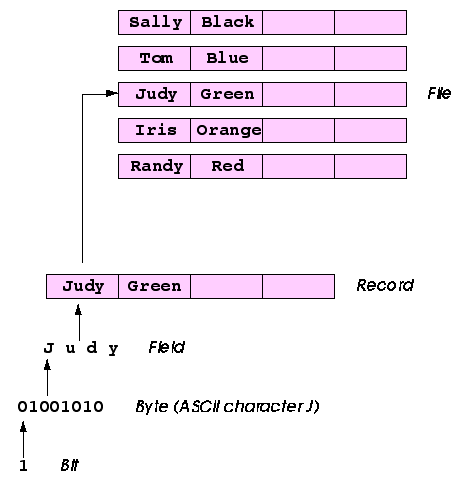 Sally Black
Tom Blue
Judy Green File
Iris Orange
Randy Red
Judy Green Record
J u d y Field
01001010 Byte (ASCII character J)
1 Bit